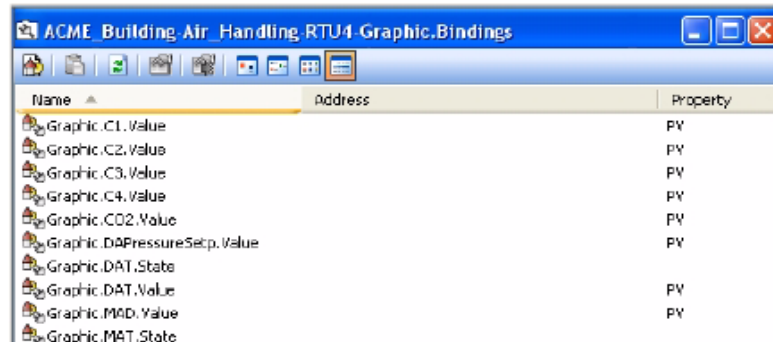 ACME_Building-Air_Handling-RTU4-Graphic.Bindings
Name Address Property
Graphic.C1.Value PV
Graphic.C2.Value PV
Graphic.C3.Value PV
Graphic.C4.Value PV
Graphic.CO2.Value PV
Graphic.DAPressureSetp.Value PV
Graphic.DAT.State
Graphic.DAT.Value PV
Graphic.MAD.Value PV
Graphic.MAT.State